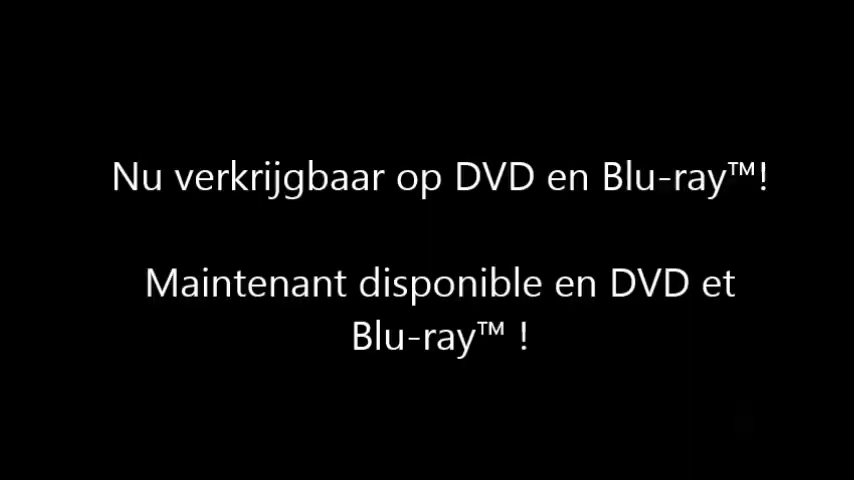 Nu verkrijgbaar op DVD en Blu-ray™!
Maintenant disponible en DVD et
Blu-ray™ !